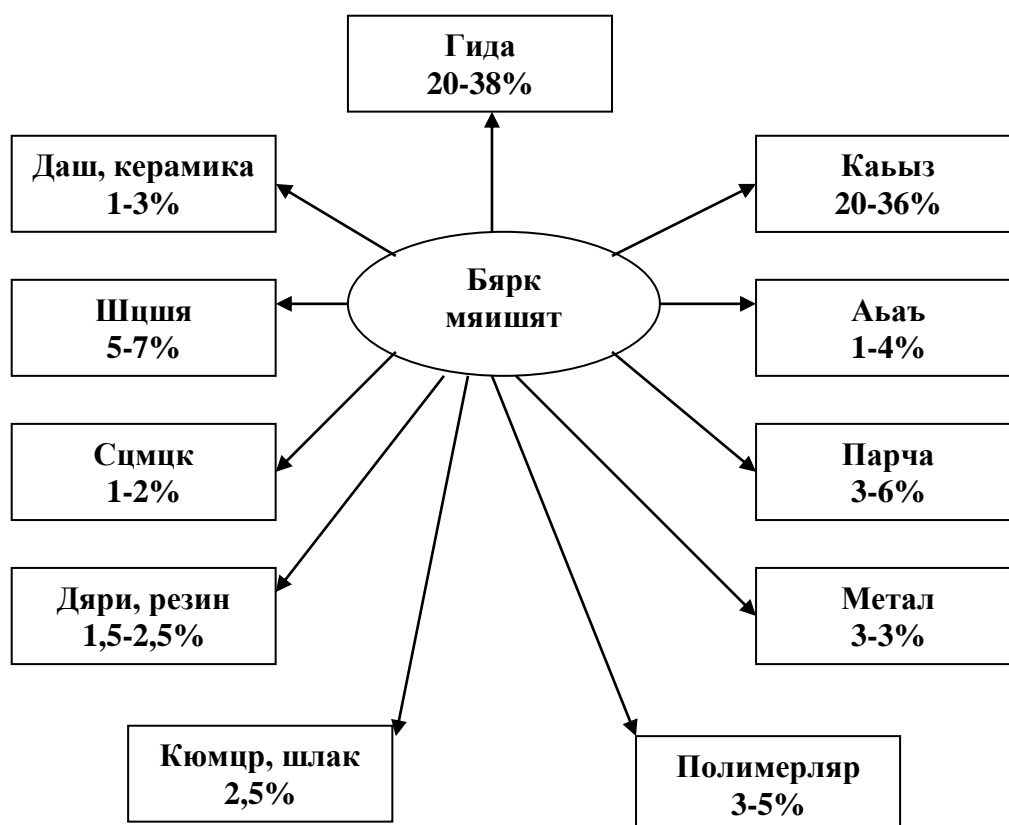 Гида
20-38%
Даш, керамика
1-3%
Каьыз
20-36%
Бярк
мяишят
Шцшя
5-7%
Аьаъ
1-4%
Сцмцк
1-2%
Парча
3-6%
Дяри, резин
1,5-2,5%
Метал
3-3%
Кюмцр, шлак
2,5%
Полимерляр
3-5%